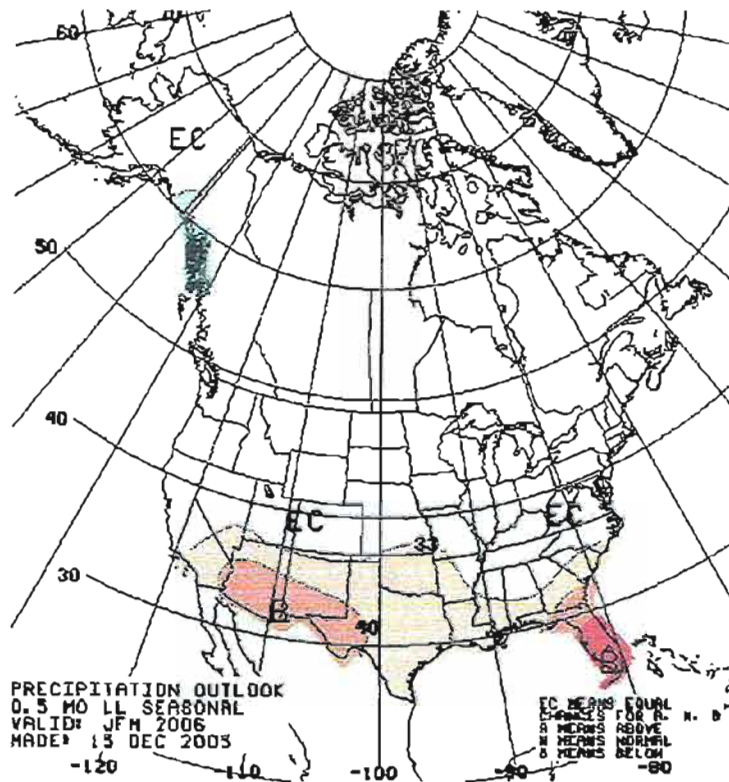 60
EC
50
40
EC
EC
33
30
B
40
B
PRECIPITATION OUTLOOK
0.5 MO LL SEASONAL
VALID: JFM 2006
MADE: 15 DEC 2005
EC MEANS EQUAL
CHANCES FOR A, N, B
A MEANS ABOVE
N MEANS NORMAL
B MEANS BELOW
-120
-110
-100
-90
-80